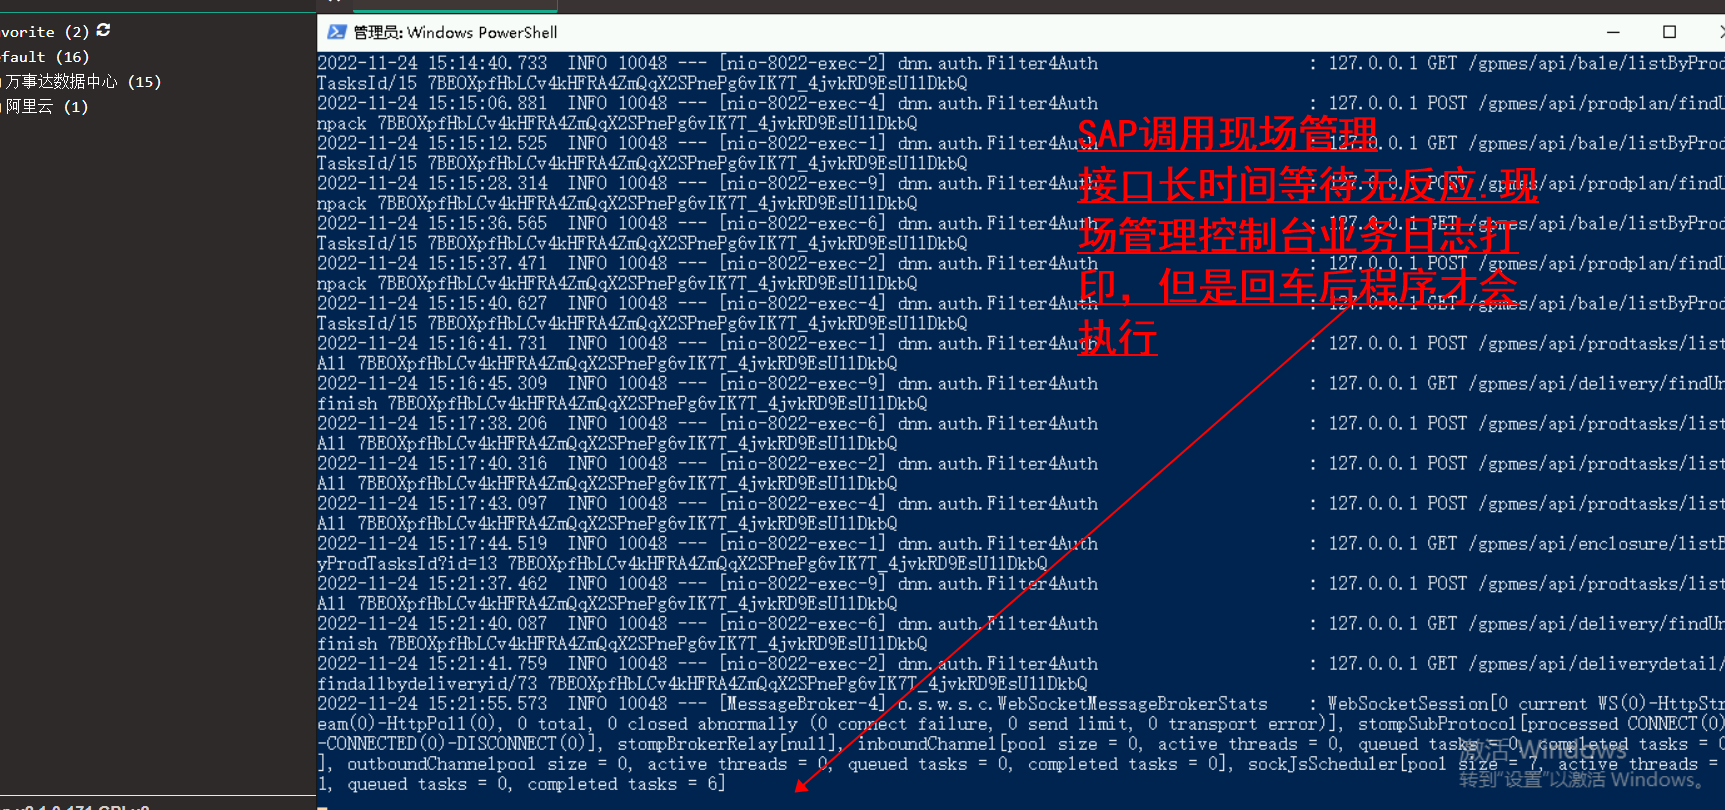 vorite (2)
fault (16)
万事达数据中心 (15)
阿里云 (1)
管理员: Windows PowerShell
2022-11-24 15:14:40.733  INFO 10048 --- [nio-8022-exec-2] dnn.auth.Filter4Auth : 127.0.0.1 GET /gpmes/api/bale/listByProd
TasksId/15 7BEOXpfHbLCv4kHFRA4ZmQqX2SPnePg6vIK7T_4jvkRD9EsU11DkbQ
2022-11-24 15:15:06.881  INFO 10048 --- [nio-8022-exec-4] dnn.auth.Filter4Auth : 127.0.0.1 POST /gpmes/api/prodplan/findU
npack 7BEOXpfHbLCv4kHFRA4ZmQqX2SPnePg6vIK7T_4jvkRD9EsU11DkbQ
2022-11-24 15:15:12.525  INFO 10048 --- [nio-8022-exec-1] dnn.auth.Filter4Auth : 127.0.0.1 GET /gpmes/api/bale/listByProd
TasksId/15 7BEOXpfHbLCv4kHFRA4ZmQqX2SPnePg6vIK7T_4jvkRD9EsU11DkbQ
2022-11-24 15:15:28.314  INFO 10048 --- [nio-8022-exec-9] dnn.auth.Filter4Auth : 127.0.0.1 POST /gpmes/api/prodplan/findU
npack 7BEOXpfHbLCv4kHFRA4ZmQqX2SPnePg6vIK7T_4jvkRD9EsU11DkbQ
2022-11-24 15:15:36.565  INFO 10048 --- [nio-8022-exec-6] dnn.auth.Filter4Auth : 127.0.0.1 GET /gpmes/api/bale/listByProd
TasksId/15 7BEOXpfHbLCv4kHFRA4ZmQqX2SPnePg6vIK7T_4jvkRD9EsU11DkbQ
2022-11-24 15:15:37.471  INFO 10048 --- [nio-8022-exec-2] dnn.auth.Filter4Auth : 127.0.0.1 POST /gpmes/api/prodplan/findU
npack 7BEOXpfHbLCv4kHFRA4ZmQqX2SPnePg6vIK7T_4jvkRD9EsU11DkbQ
2022-11-24 15:15:40.627  INFO 10048 --- [nio-8022-exec-4] dnn.auth.Filter4Auth : 127.0.0.1 GET /gpmes/api/bale/listByProd
TasksId/15 7BEOXpfHbLCv4kHFRA4ZmQqX2SPnePg6vIK7T_4jvkRD9EsU11DkbQ
2022-11-24 15:16:41.731  INFO 10048 --- [nio-8022-exec-1] dnn.auth.Filter4Auth : 127.0.0.1 POST /gpmes/api/prodtasks/list
All 7BEOXpfHbLCv4kHFRA4ZmQqX2SPnePg6vIK7T_4jvkRD9EsU11DkbQ
2022-11-24 15:16:45.309  INFO 10048 --- [nio-8022-exec-9] dnn.auth.Filter4Auth : 127.0.0.1 GET /gpmes/api/delivery/findUn
finish 7BEOXpfHbLCv4kHFRA4ZmQqX2SPnePg6vIK7T_4jvkRD9EsU11DkbQ
2022-11-24 15:17:38.206  INFO 10048 --- [nio-8022-exec-6] dnn.auth.Filter4Auth : 127.0.0.1 POST /gpmes/api/prodtasks/list
All 7BEOXpfHbLCv4kHFRA4ZmQqX2SPnePg6vIK7T_4jvkRD9EsU11DkbQ
2022-11-24 15:17:40.316  INFO 10048 --- [nio-8022-exec-2] dnn.auth.Filter4Auth : 127.0.0.1 POST /gpmes/api/prodtasks/list
All 7BEOXpfHbLCv4kHFRA4ZmQqX2SPnePg6vIK7T_4jvkRD9EsU11DkbQ
2022-11-24 15:17:43.097  INFO 10048 --- [nio-8022-exec-4] dnn.auth.Filter4Auth : 127.0.0.1 POST /gpmes/api/prodtasks/list
All 7BEOXpfHbLCv4kHFRA4ZmQqX2SPnePg6vIK7T_4jvkRD9EsU11DkbQ
2022-11-24 15:17:44.519  INFO 10048 --- [nio-8022-exec-1] dnn.auth.Filter4Auth : 127.0.0.1 GET /gpmes/api/enclosure/listB
yProdTasksId?id=13 7BEOXpfHbLCv4kHFRA4ZmQqX2SPnePg6vIK7T_4jvkRD9EsU11DkbQ
2022-11-24 15:21:37.462  INFO 10048 --- [nio-8022-exec-9] dnn.auth.Filter4Auth : 127.0.0.1 POST /gpmes/api/prodtasks/list
All 7BEOXpfHbLCv4kHFRA4ZmQqX2SPnePg6vIK7T_4jvkRD9EsU11DkbQ
2022-11-24 15:21:40.087  INFO 10048 --- [nio-8022-exec-6] dnn.auth.Filter4Auth : 127.0.0.1 GET /gpmes/api/delivery/findUn
finish 7BEOXpfHbLCv4kHFRA4ZmQqX2SPnePg6vIK7T_4jvkRD9EsU11DkbQ
2022-11-24 15:21:41.759  INFO 10048 --- [nio-8022-exec-2] dnn.auth.Filter4Auth : 127.0.0.1 GET /gpmes/api/deliverydetail/
findallbydeliveryid/73 7BEOXpfHbLCv4kHFRA4ZmQqX2SPnePg6vIK7T_4jvkRD9EsU11DkbQ
2022-11-24 15:21:55.573  INFO 10048 --- [MessageBroker-4] o.s.w.s.c.WebSocketMessageBrokerStats : WebSocketSession[0 current WS(0)-HttpStr
eam(0)-HttpPoll(0), 0 total, 0 closed abnormally (0 connect failure, 0 send limit, 0 transport error)], stompSubProtocol[processed CONNECT(0)
-CONNECTED(0)-DISCONNECT(0)], stompBrokerRelay[null], inboundChannel[pool size = 0, active threads = 0, queued tasks = 0, completed tasks = 0
], outboundChannelpool size = 0, active threads = 0, queued tasks = 0, completed tasks = 0], sockJsScheduler[pool size = 7, active threads =
1, queued tasks = 0, completed tasks = 6]
SAP调用现场管理
接口长时间等待无反应.现
场管理控制台业务日志打
印，但是回车后程序才会
执行
激活 Windows
转到"设置"以激活 Windows。